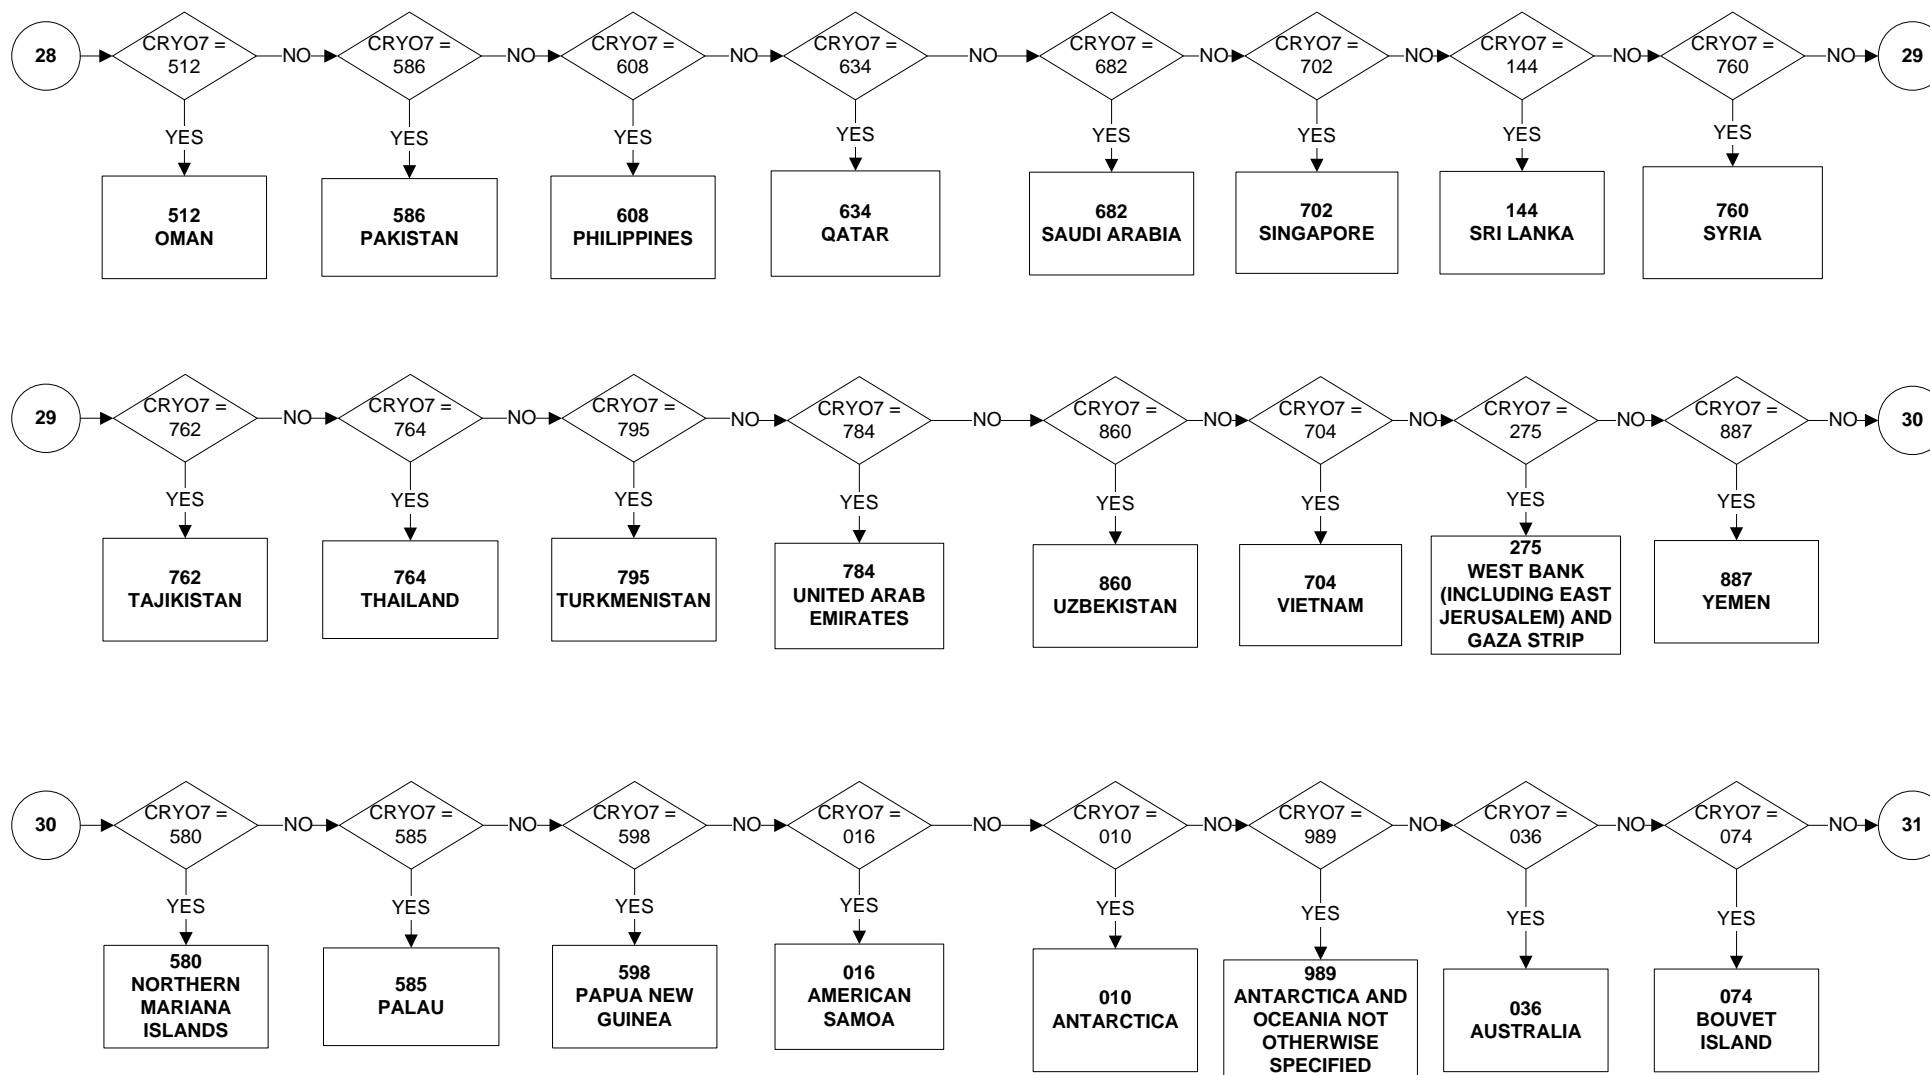 28
CRYO7 =
512
NO
CRYO7 =
586
NO
CRYO7 =
608
NO
CRYO7 =
634
NO
CRYO7 =
682
NO
CRYO7 =
702
NO
CRYO7 =
144
NO
CRYO7 =
760
NO
29
YES
YES
YES
YES
YES
YES
YES
YES
512
OMAN
586
PAKISTAN
608
PHILIPPINES
634
QATAR
682
SAUDI ARABIA
702
SINGAPORE
144
SRI LANKA
760
SYRIA
29
CRYO7 =
762
NO
CRYO7 =
764
NO
CRYO7 =
795
NO
CRYO7 =
784
NO
CRYO7 =
860
NO
CRYO7 =
704
NO
CRYO7 =
275
NO
CRYO7 =
887
NO
30
YES
YES
YES
YES
YES
YES
YES
YES
762
TAJIKISTAN
764
THAILAND
795
TURKMENISTAN
784
UNITED ARAB
EMIRATES
860
UZBEKISTAN
704
VIETNAM
275
WEST BANK
(INCLUDING EAST
JERUSALEM) AND
GAZA STRIP
887
YEMEN
30
CRYO7 =
580
NO
CRYO7 =
585
NO
CRYO7 =
598
NO
CRYO7 =
016
NO
CRYO7 =
010
NO
CRYO7 =
989
NO
CRYO7 =
036
NO
CRYO7 =
074
NO
31
YES
YES
YES
YES
YES
YES
YES
YES
580
NORTHERN
MARIANA
ISLANDS
585
PALAU
598
PAPUA NEW
GUINEA
016
AMERICAN
SAMOA
010
ANTARCTICA
989
ANTARCTICA AND
OCEANIA NOT
OTHERWISE
SPECIFIED
036
AUSTRALIA
074
BOUVET
ISLAND